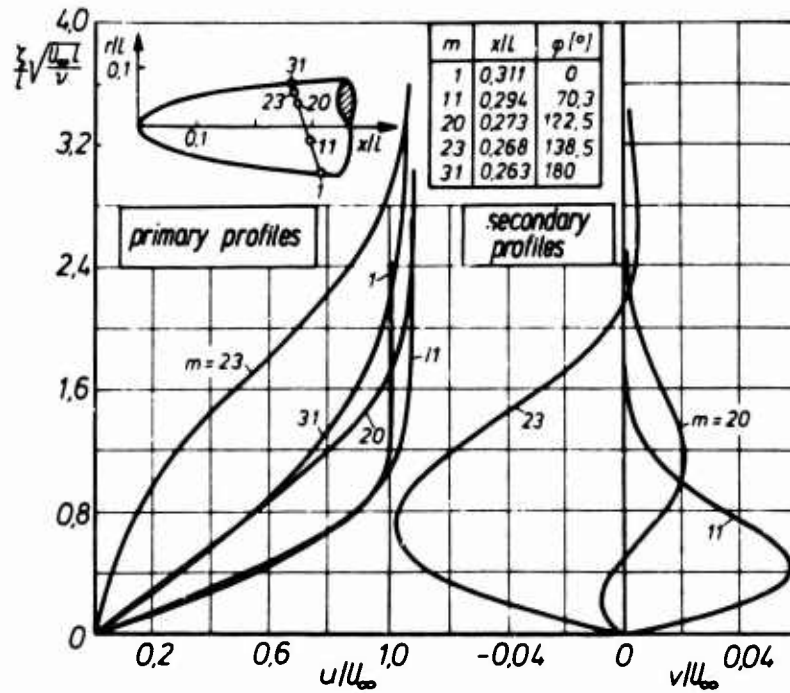 4,0
3,2
2,4
1,6
0,8
0
ζ/l √(U∞ l/ν)
r/L
0,1
31
23
20
0,1
11
x/L
1
m x/L φ [°]
1 0,311 0
11 0,294 70,3
20 0,273 122,5
23 0,268 138,5
31 0,263 180
primary profiles
secondary
profiles
1
m = 23
11
31
20
23
m = 20
11
0,2 0,6 1,0 -0,04 0 0,04
u/U∞ v/U∞